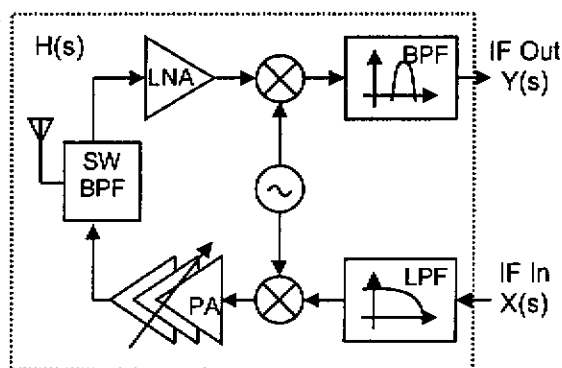 H(s)
LNA
BPF
IF Out
Y(s)
SW
BPF
PA
LPF
IF In
X(s)